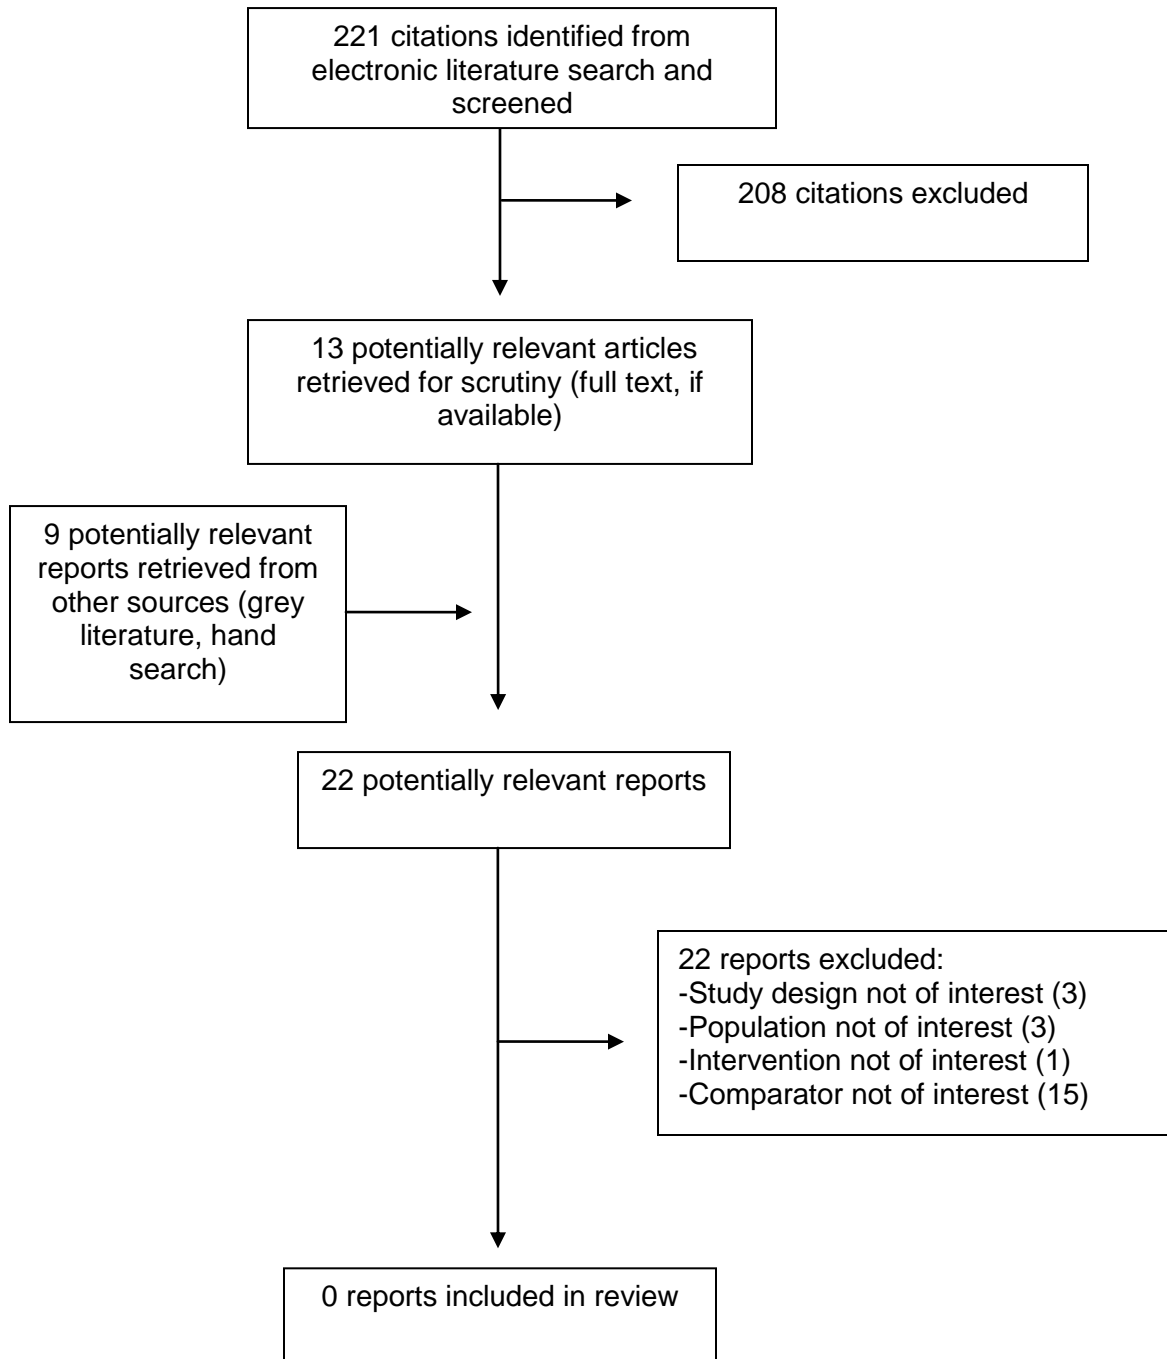 221 citations identified from
electronic literature search and
screened
208 citations excluded
13 potentially relevant articles
retrieved for scrutiny (full text, if
available)
9 potentially relevant
reports retrieved from
other sources (grey
literature, hand
search)
22 potentially relevant reports
22 reports excluded:
-Study design not of interest (3)
-Population not of interest (3)
-Intervention not of interest (1)
-Comparator not of interest (15)
0 reports included in review